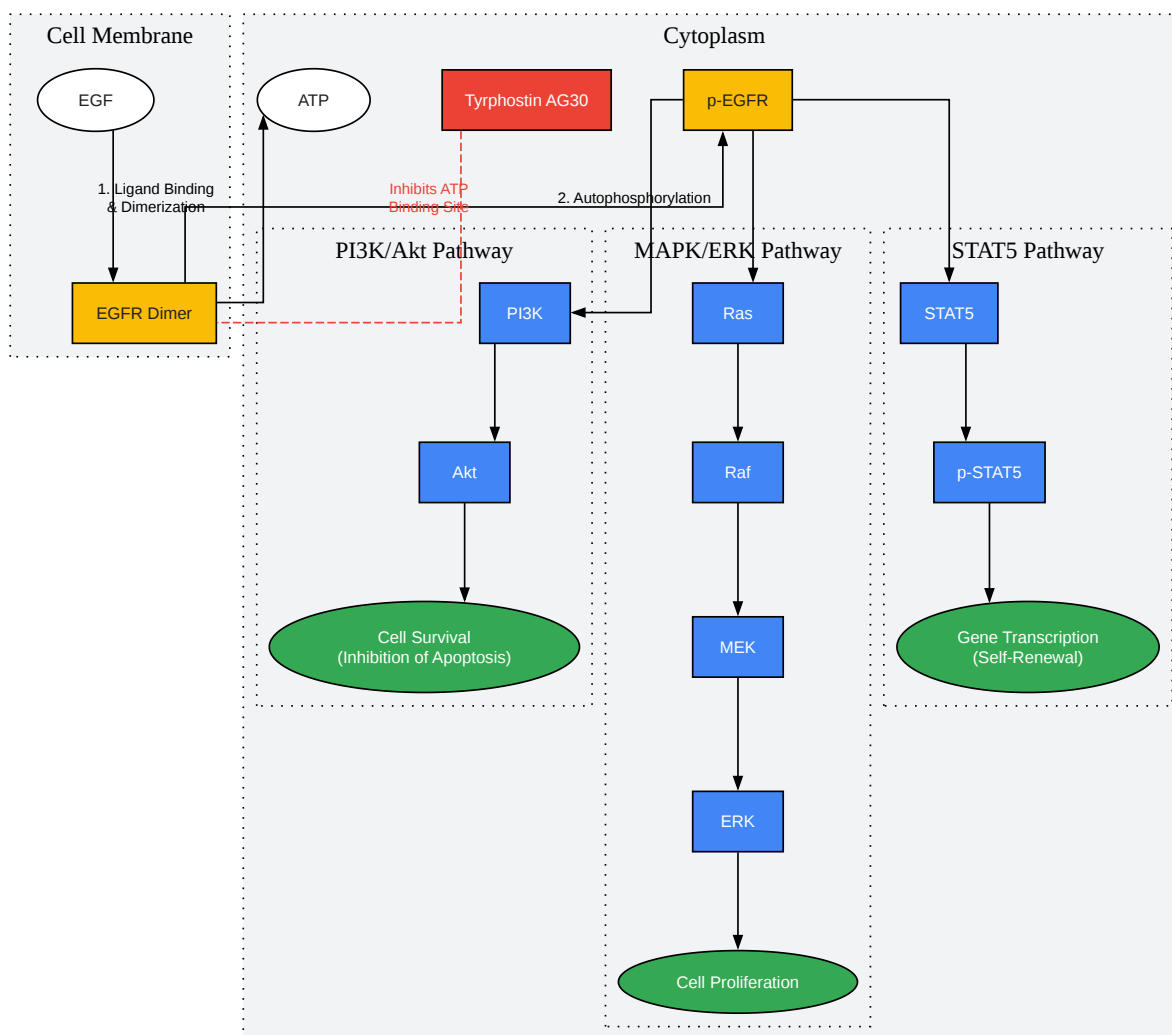 Cell Membrane
Cytoplasm
EGF
ATP
Tyrphostin AG30
p-EGFR
1. Ligand Binding
& Dimerization
Inhibits ATP
Binding Site
2. Autophosphorylation
PI3K/Akt Pathway
MAPK/ERK Pathway
STAT5 Pathway
EGFR Dimer
PI3K
Ras
STAT5
Akt
Raf
p-STAT5
Cell Survival
(Inhibition of Apoptosis)
MEK
Gene Transcription
(Self-Renewal)
ERK
Cell Proliferation